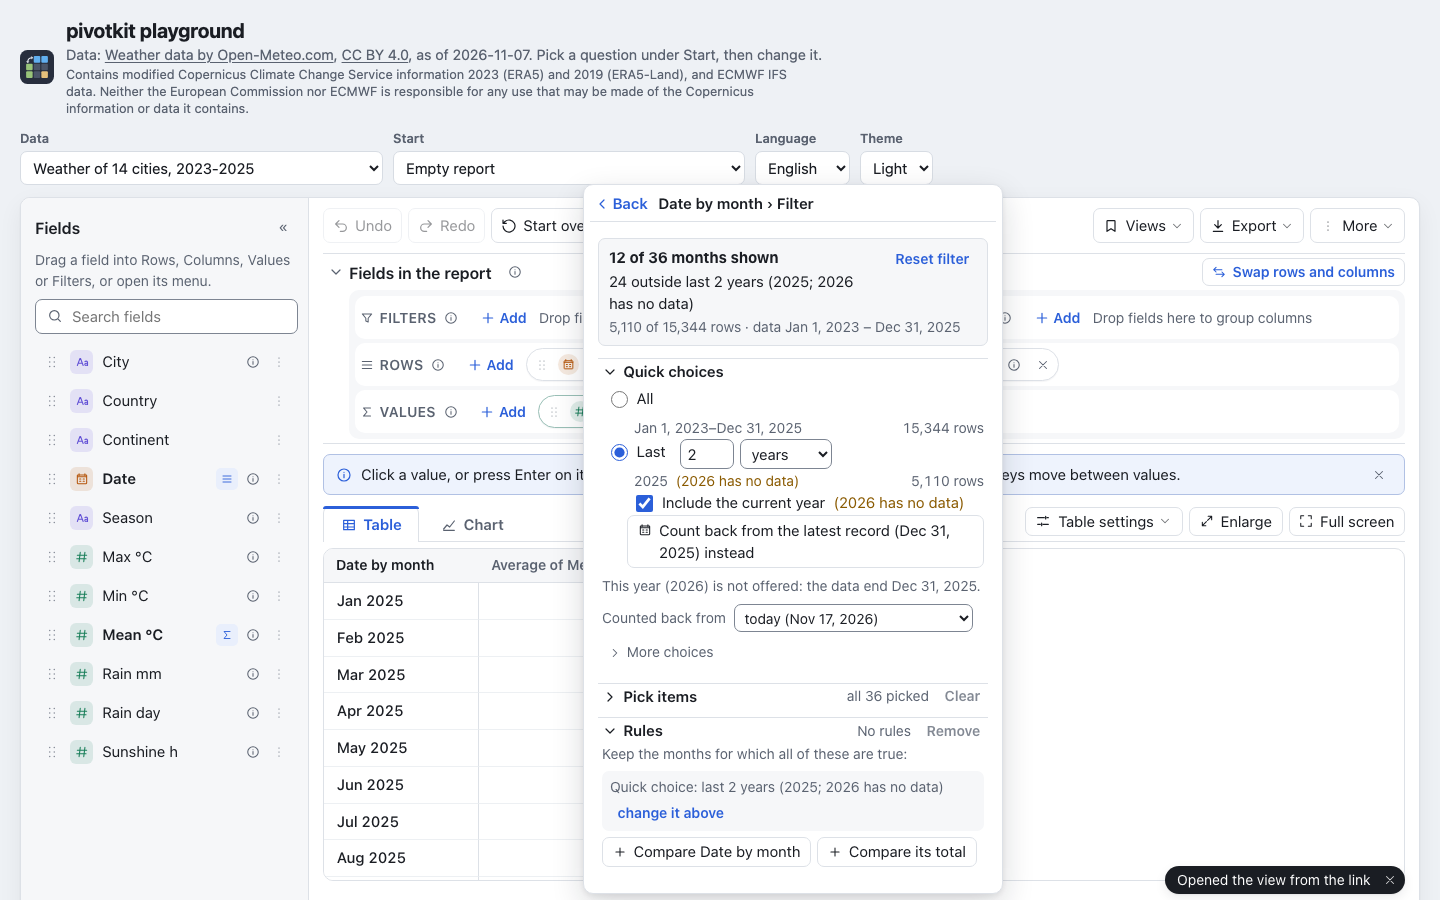 pivotkit playground
Data: Weather data by Open-Meteo.com, CC BY 4.0, as of 2026-11-07. Pick a question under Start, then change it.
Contains modified Copernicus Climate Change Service information 2023 (ERA5) and 2019 (ERA5-Land), and ECMWF IFS
data. Neither the European Commission nor ECMWF is responsible for any use that may be made of the Copernicus
information or data it contains.
Data
Start
Language
Theme
Weather of 14 cities, 2023-2025
Empty report
English
Light
Fields
«
Drag a field into Rows, Columns, Values
or Filters, or open its menu.
Search fields
Aa City
Aa Country
Aa Continent
Date
Aa Season
# Max °C
# Min °C
# Mean °C Σ
# Rain mm
# Rain day
# Sunshine h
Undo
Redo
Start ove
Views
Export
More
Fields in the report
Swap rows and columns
FILTERS
+ Add
Drop fi
+ Add
Drop fields here to group columns
ROWS
+ Add
Σ VALUES
+ Add
#
Click a value, or press Enter on it
eys move between values.
Table
Chart
Table settings
Enlarge
Full screen
Date by month
Average of Me
Jan 2025
Feb 2025
Mar 2025
Apr 2025
May 2025
Jun 2025
Jul 2025
Aug 2025
Back
Date by month › Filter
12 of 36 months shown
Reset filter
24 outside last 2 years (2025; 2026
has no data)
5,110 of 15,344 rows · data Jan 1, 2023 – Dec 31, 2025
Quick choices
All
Jan 1, 2023–Dec 31, 2025
15,344 rows
Last
2
years
2025 (2026 has no data)
5,110 rows
Include the current year (2026 has no data)
Count back from the latest record (Dec 31,
2025) instead
This year (2026) is not offered: the data end Dec 31, 2025.
Counted back from
today (Nov 17, 2026)
More choices
Pick items
all 36 picked
Clear
Rules
No rules
Remove
Keep the months for which all of these are true:
Quick choice: last 2 years (2025; 2026 has no data)
change it above
+ Compare Date by month
+ Compare its total
Opened the view from the link